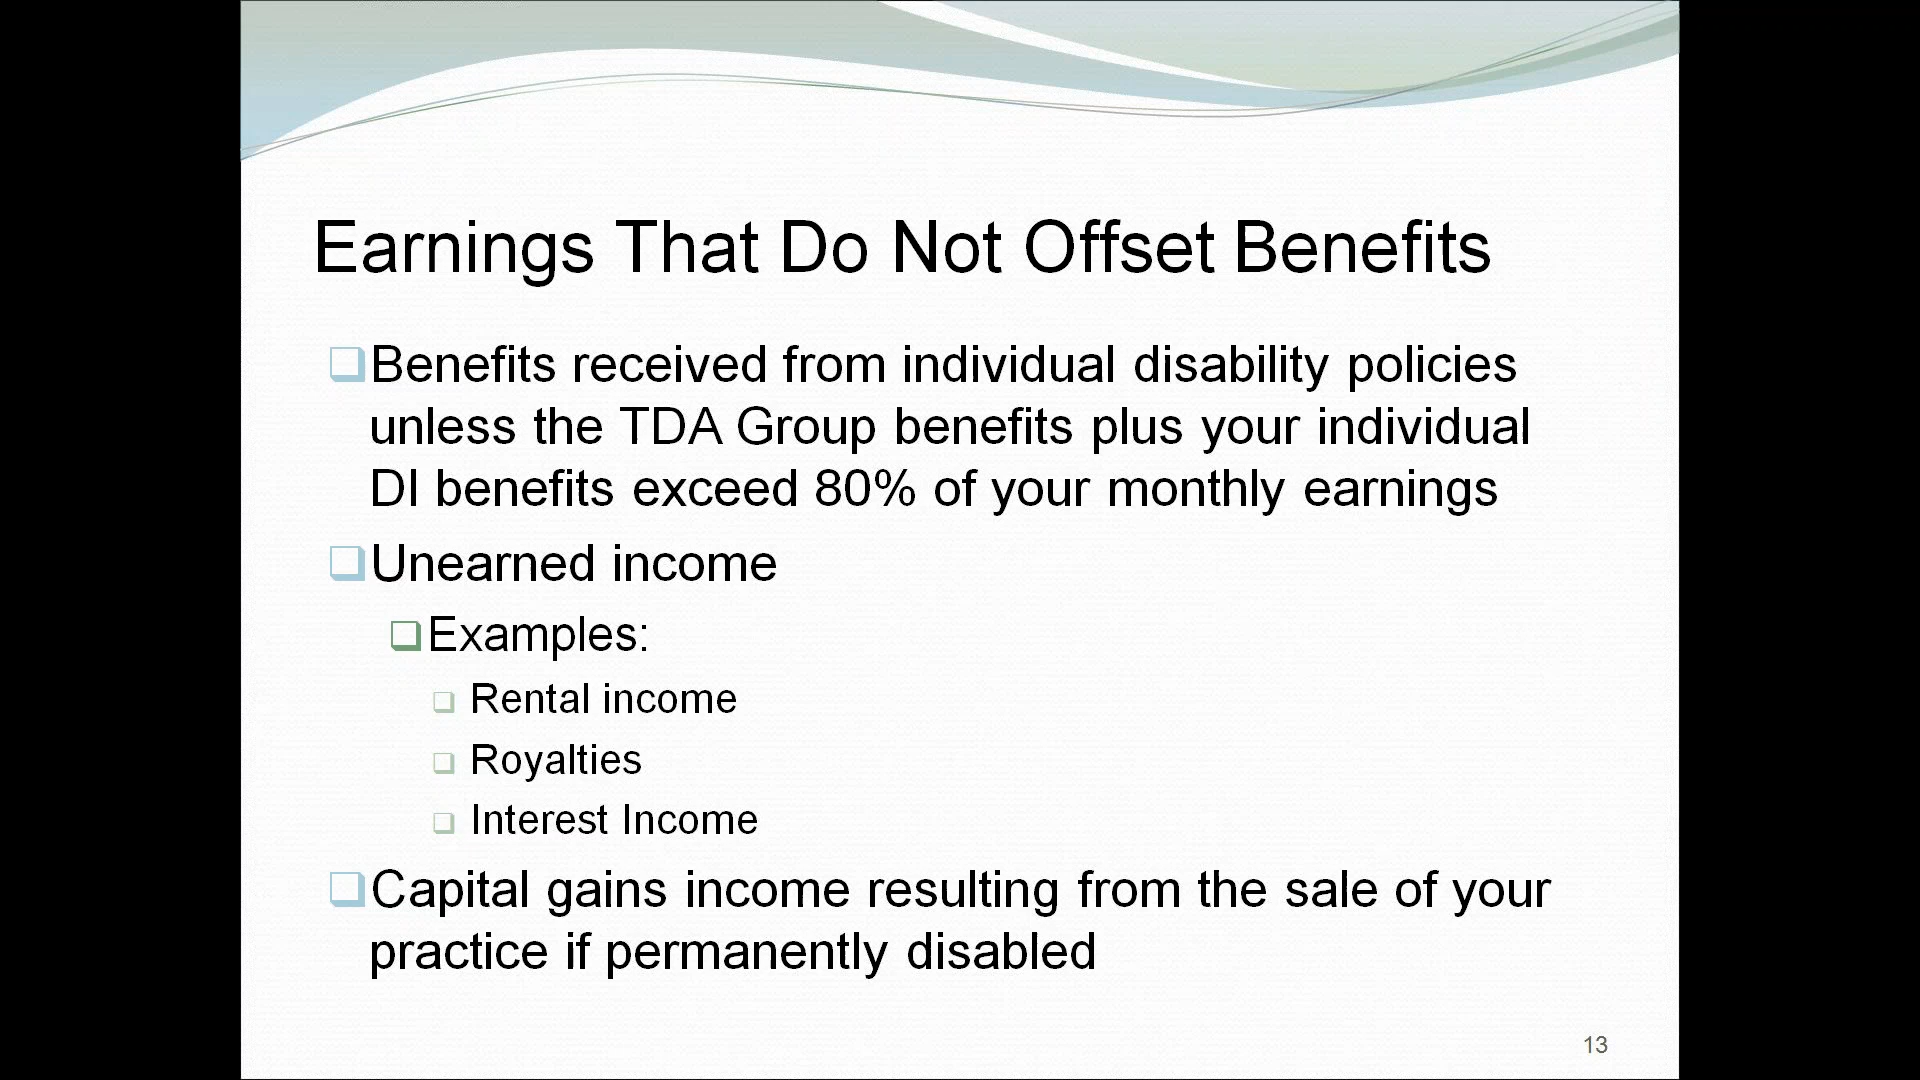 Earnings That Do Not Offset Benefits
Benefits received from individual disability policies
unless the TDA Group benefits plus your individual
DI benefits exceed 80% of your monthly earnings
Unearned income
Examples:
Rental income
Royalties
Interest Income
Capital gains income resulting from the sale of your
practice if permanently disabled
13